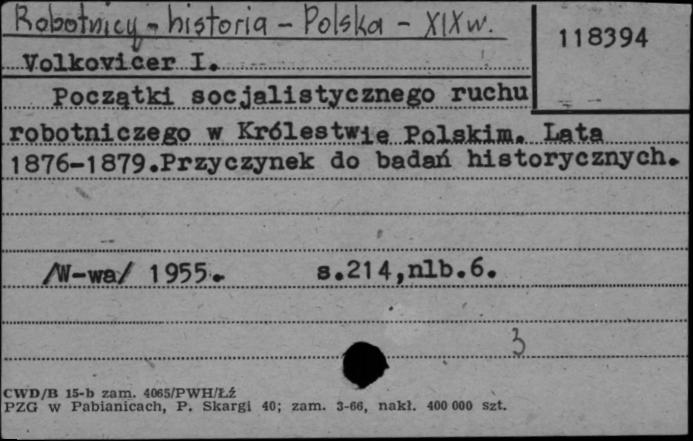 Robotnicy - historia - Polska - XIX w.
118394
Volkovicer I.
Początki socjalistycznego ruchu
robotniczego w Królestwie Polskim. Lata
1876-1879.Przyczynek do badań historycznych.
/W-wa/ 1955. s.214,nlb.6.
3
CWD/B 15-b zam. 4065/PWH/Łź
PZG w Pabianicach, P. Skargi 40; zam. 3-66, nakł. 400 000 szt.